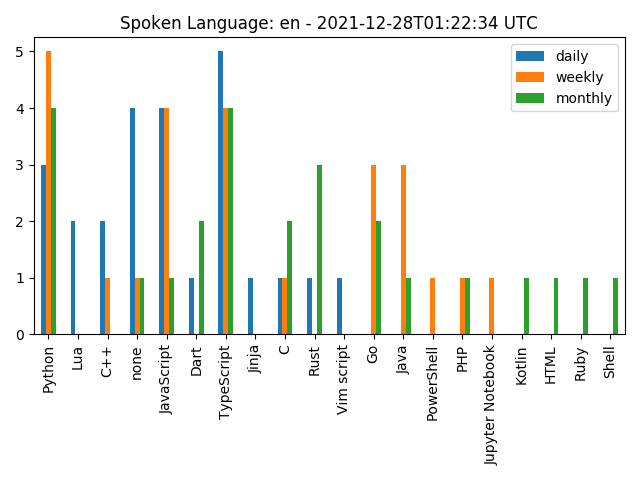 Spoken Language: en - 2021-12-28T01:22:34 UTC
daily
weekly
monthly
5
4
3
2
1
0
Python
Lua
C++
none
JavaScript
Dart
TypeScript
Jinja
C
Rust
Vim script
Go
Java
PowerShell
PHP
Jupyter Notebook
Kotlin
HTML
Ruby
Shell